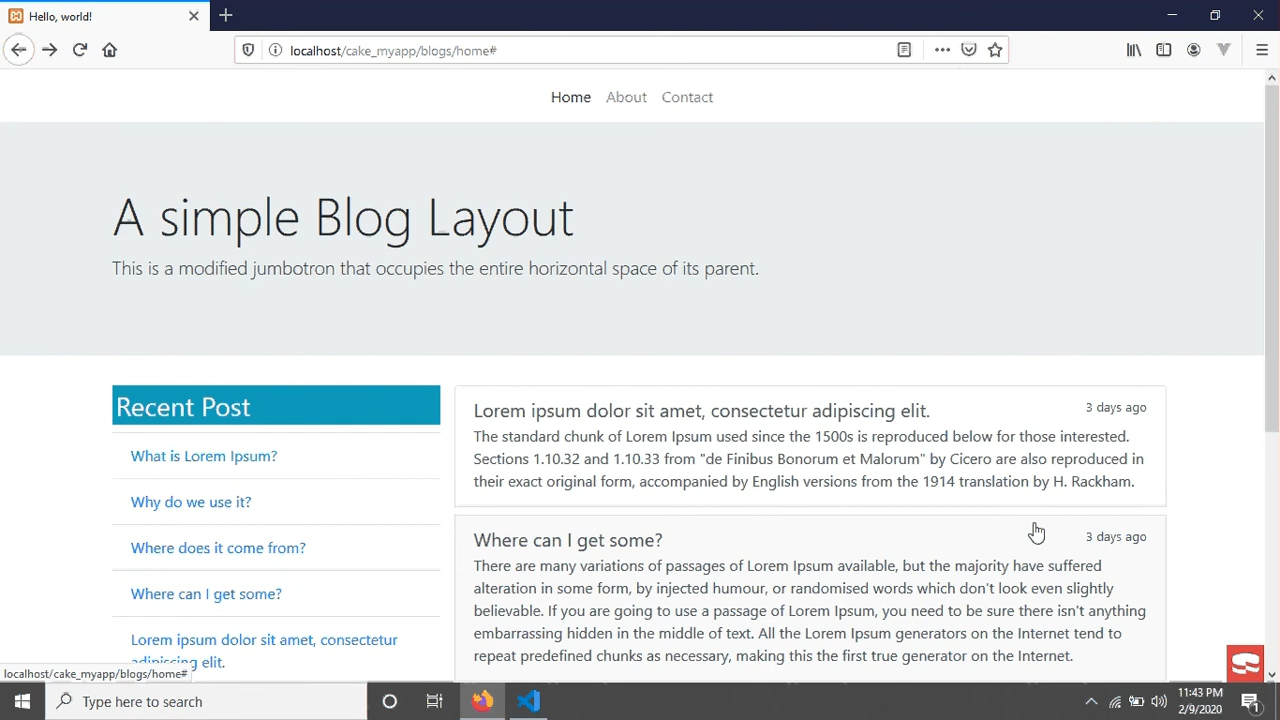 Hello, world!
localhost/cake_myapp/blogs/home#
Home About Contact
A simple Blog Layout
This is a modified jumbotron that occupies the entire horizontal space of its parent.
Recent Post
What is Lorem Ipsum?
Why do we use it?
Where does it come from?
Where can I get some?
Lorem ipsum dolor sit amet, consectetur
adipiscing elit.
Lorem ipsum dolor sit amet, consectetur adipiscing elit.
3 days ago
The standard chunk of Lorem Ipsum used since the 1500s is reproduced below for those interested.
Sections 1.10.32 and 1.10.33 from "de Finibus Bonorum et Malorum" by Cicero are also reproduced in
their exact original form, accompanied by English versions from the 1914 translation by H. Rackham.
Where can I get some?
3 days ago
There are many variations of passages of Lorem Ipsum available, but the majority have suffered
alteration in some form, by injected humour, or randomised words which don't look even slightly
believable. If you are going to use a passage of Lorem Ipsum, you need to be sure there isn't anything
embarrassing hidden in the middle of text. All the Lorem Ipsum generators on the Internet tend to
repeat predefined chunks as necessary, making this the first true generator on the Internet.
localhost/cake_myapp/blogs/home#
Type here to search
11:43 PM
2/9/2020
1